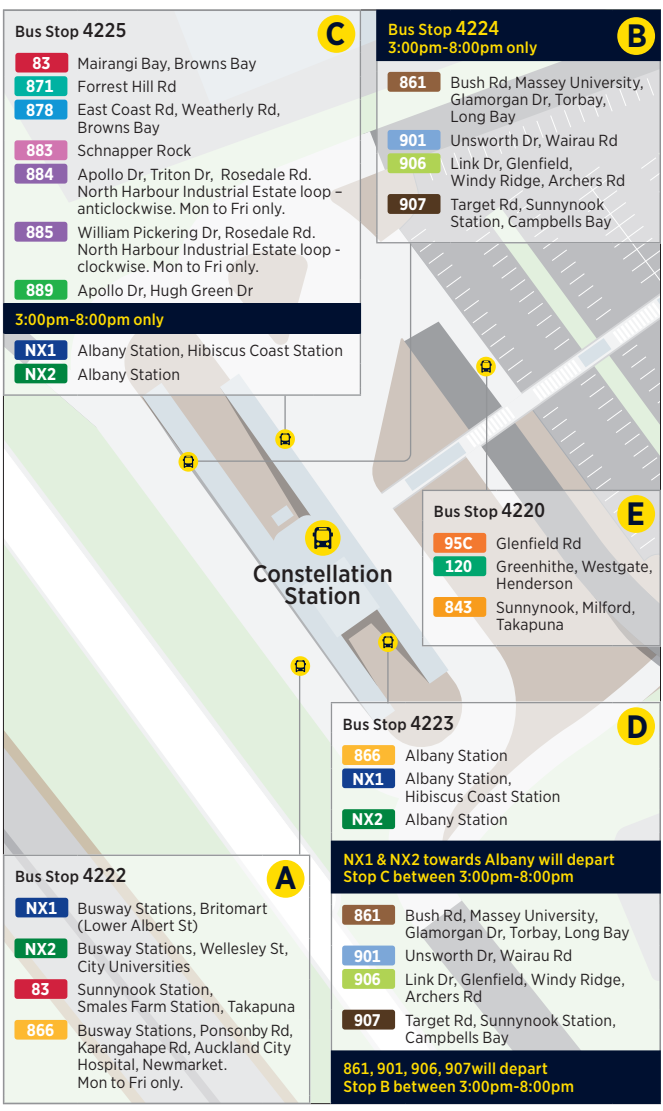 Bus Stop 4225
C
83 Mairangi Bay, Browns Bay
871 Forrest Hill Rd
878 East Coast Rd, Weatherly Rd,
Browns Bay
883 Schnapper Rock
884 Apollo Dr, Triton Dr, Rosedale Rd.
North Harbour Industrial Estate loop –
anticlockwise. Mon to Fri only.
885 William Pickering Dr, Rosedale Rd.
North Harbour Industrial Estate loop -
clockwise. Mon to Fri only.
889 Apollo Dr, Hugh Green Dr
3:00pm-8:00pm only
NX1 Albany Station, Hibiscus Coast Station
NX2 Albany Station
Bus Stop 4224
3:00pm-8:00pm only
B
861 Bush Rd, Massey University,
Glamorgan Dr, Torbay,
Long Bay
901 Unsworth Dr, Wairau Rd
906 Link Dr, Glenfield,
Windy Ridge, Archers Rd
907 Target Rd, Sunnynook
Station, Campbells Bay
Constellation
Station
Bus Stop 4220
E
95C Glenfield Rd
120 Greenhithe, Westgate,
Henderson
843 Sunnynook, Milford,
Takapuna
Bus Stop 4223
D
866 Albany Station
NX1 Albany Station,
Hibiscus Coast Station
NX2 Albany Station
NX1 & NX2 towards Albany will depart
Stop C between 3:00pm-8:00pm
861 Bush Rd, Massey University,
Glamorgan Dr, Torbay, Long Bay
901 Unsworth Dr, Wairau Rd
906 Link Dr, Glenfield, Windy Ridge,
Archers Rd
907 Target Rd, Sunnynook Station,
Campbells Bay
861, 901, 906, 907will depart
Stop B between 3:00pm-8:00pm
Bus Stop 4222
A
NX1 Busway Stations, Britomart
(Lower Albert St)
NX2 Busway Stations, Wellesley St,
City Universities
83 Sunnynook Station,
Smales Farm Station, Takapuna
866 Busway Stations, Ponsonby Rd,
Karangahape Rd, Auckland City
Hospital, Newmarket.
Mon to Fri only.